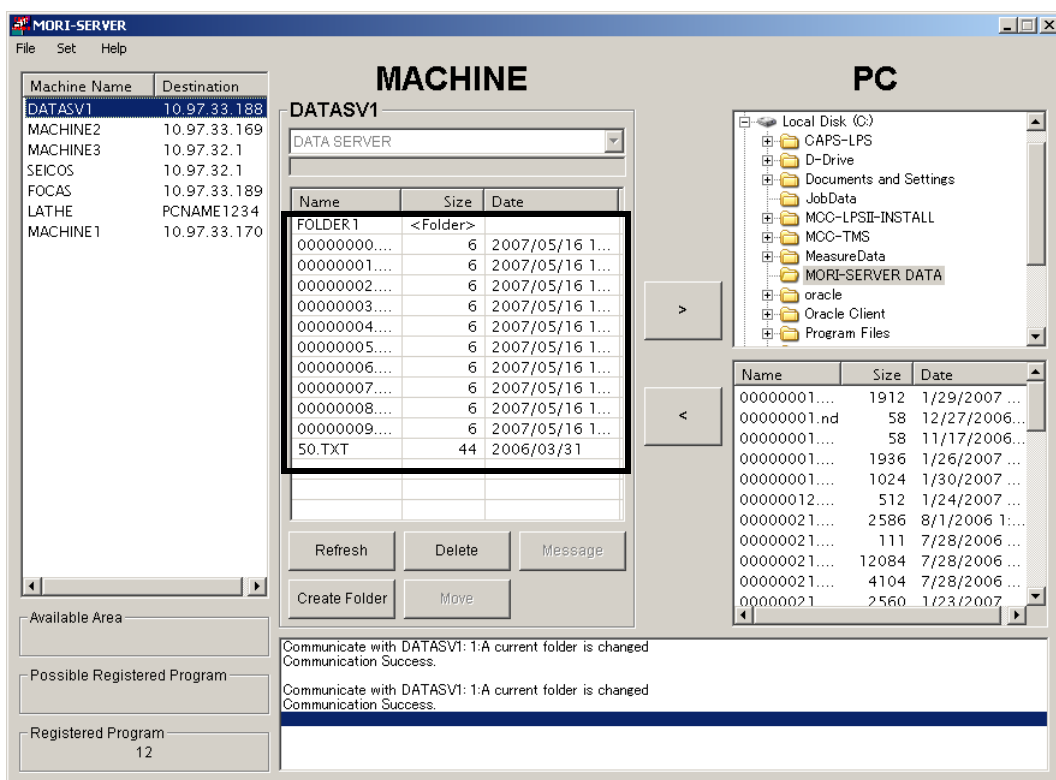 MORI-SERVER
File Set Help
Machine Name Destination
DATASV1 10.97.33.188
MACHINE2 10.97.33.169
MACHINE3 10.97.32.1
SEICOS 10.97.32.1
FOCAS 10.97.33.189
LATHE PCNAME1234
MACHINE1 10.97.33.170
Available Area
Possible Registered Program
Registered Program
12
MACHINE
DATASV1
DATA SERVER
Name Size Date
FOLDER1 <Folder>
00000000.... 6 2007/05/16 1...
00000001.... 6 2007/05/16 1...
00000002.... 6 2007/05/16 1...
00000003.... 6 2007/05/16 1...
00000004.... 6 2007/05/16 1...
00000005.... 6 2007/05/16 1...
00000006.... 6 2007/05/16 1...
00000007.... 6 2007/05/16 1...
00000008.... 6 2007/05/16 1...
00000009.... 6 2007/05/16 1...
50.TXT 44 2006/03/31
Refresh Delete Message
Create Folder Move
>
<
PC
Local Disk (C:)
CAPS-LPS
D-Drive
Documents and Settings
JobData
MCC-LPSII-INSTALL
MCC-TMS
MeasureData
MORI-SERVER DATA
oracle
Oracle Client
Program Files
Name Size Date
00000001.... 1912 1/29/2007 ...
00000001.nd 58 12/27/2006...
00000001.... 58 11/17/2006...
00000001.... 1936 1/26/2007 ...
00000001.... 1024 1/30/2007 ...
00000012.... 512 1/24/2007 ...
00000021.... 2586 8/1/2006 1:...
00000021.... 111 7/28/2006 ...
00000021.... 12084 7/28/2006 ...
00000021.... 4104 7/28/2006 ...
00000021 2560 1/23/2007
Communicate with DATASV1: 1:A current folder is changed
Communication Success.
Communicate with DATASV1: 1:A current folder is changed
Communication Success.